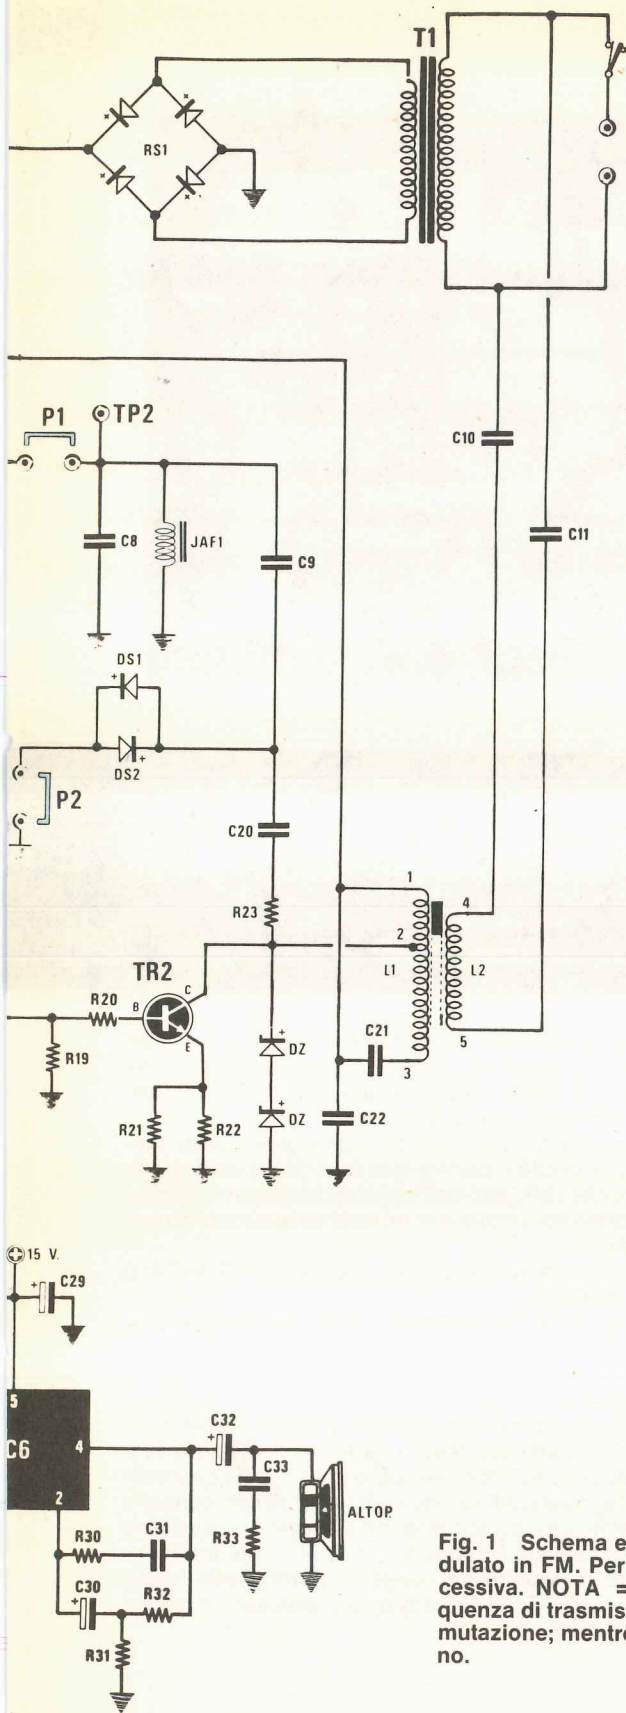 T1
RS1
P1
TP2
C10
C8
JAF1
C9
C11
DS1
DS2
P2
C20
R23
1
4
2
L1
L2
TR2
C
B
E
R20
R19
DZ
C21
5
3
R21
R22
DZ
C22
15 V.
C29
5
C6
4
2
C32
C33
R33
ALTOP.
R30
C31
C30
R32
R31
Fig. 1 Schema e
dulato in FM. Per
cessiva. NOTA =
quenza di trasmis
mutazione; mentre
no.